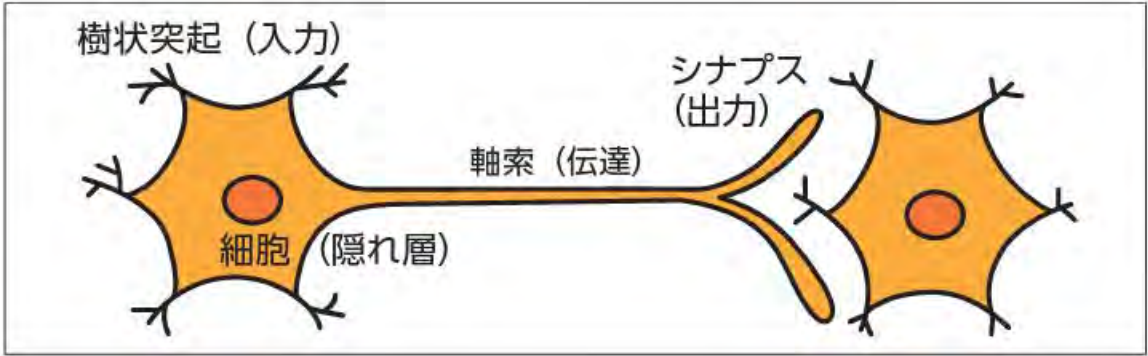 樹状突起（入力）
シナプス
（出力）
軸索（伝達）
細胞（隠れ層）